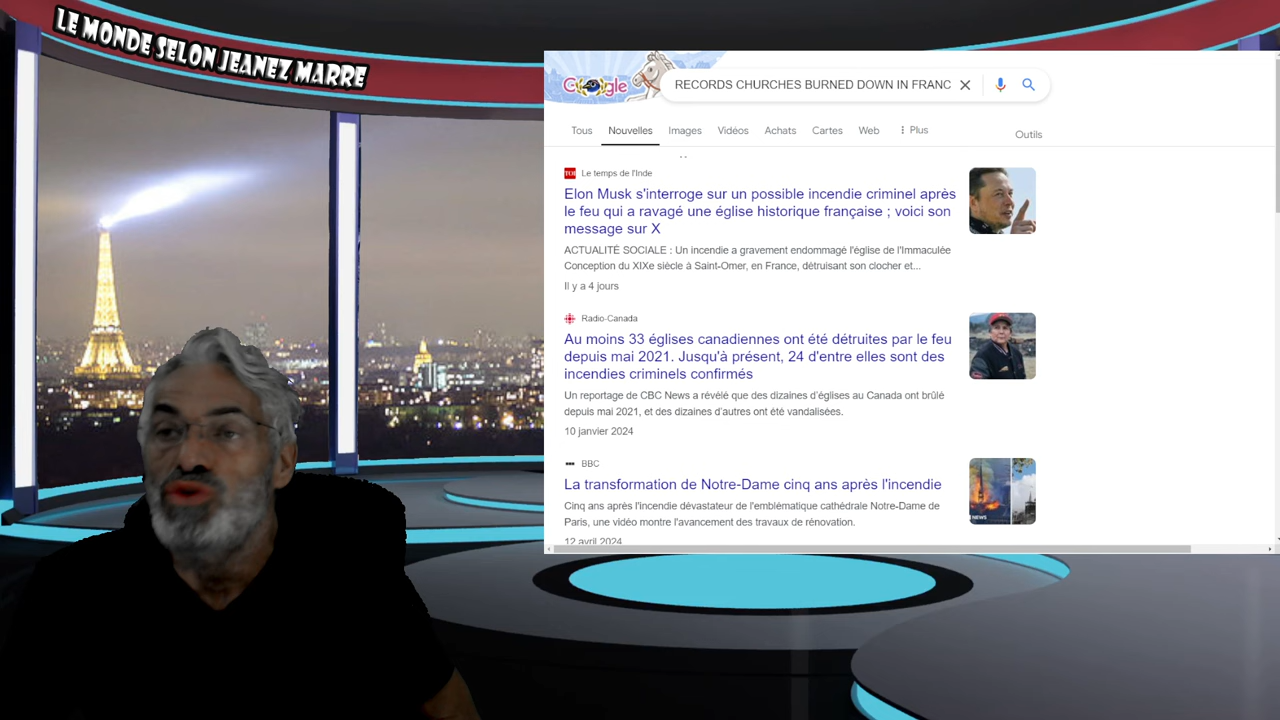 LE MONDE SELON JEANEZ MARRE
Google
RECORDS CHURCHES BURNED DOWN IN FRANC
Tous Nouvelles Images Vidéos Achats Cartes Web Plus Outils
TOI Le temps de l'Inde
Elon Musk s'interroge sur un possible incendie criminel après
le feu qui a ravagé une église historique française ; voici son
message sur X
ACTUALITÉ SOCIALE : Un incendie a gravement endommagé l'église de l'Immaculée
Conception du XIXe siècle à Saint-Omer, en France, détruisant son clocher et...
Il y a 4 jours
Radio-Canada
Au moins 33 églises canadiennes ont été détruites par le feu
depuis mai 2021. Jusqu'à présent, 24 d'entre elles sont des
incendies criminels confirmés
Un reportage de CBC News a révélé que des dizaines d'églises au Canada ont brûlé
depuis mai 2021, et des dizaines d'autres ont été vandalisées.
10 janvier 2024
BBC
La transformation de Notre-Dame cinq ans après l'incendie
Cinq ans après l'incendie dévastateur de l'emblématique cathédrale Notre-Dame de
Paris, une vidéo montre l'avancement des travaux de rénovation.
NEWS
12 avril 2024